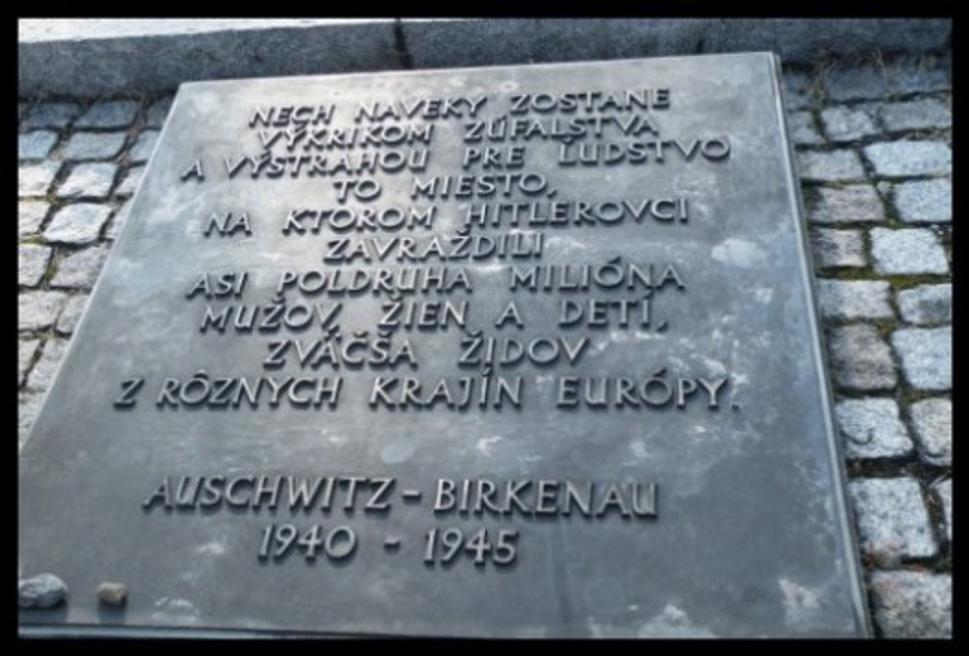 NECH NAVEKY ZOSTANE
VÝKRIKOM ZÚFALSTVA
A VÝSTRAHOU PRE ĽUDSTVO
TO MIESTO,
NA KTOROM HITLEROVCI
ZAVRAŽDILI
ASI POLDRUHA MILIÓNA
MUŽOV, ŽIEN A DETÍ,
ZVÄČŠA ŽIDOV
Z RÔZNYCH KRAJÍN EURÓPY.
AUSCHWITZ - BIRKENAU
1940 - 1945